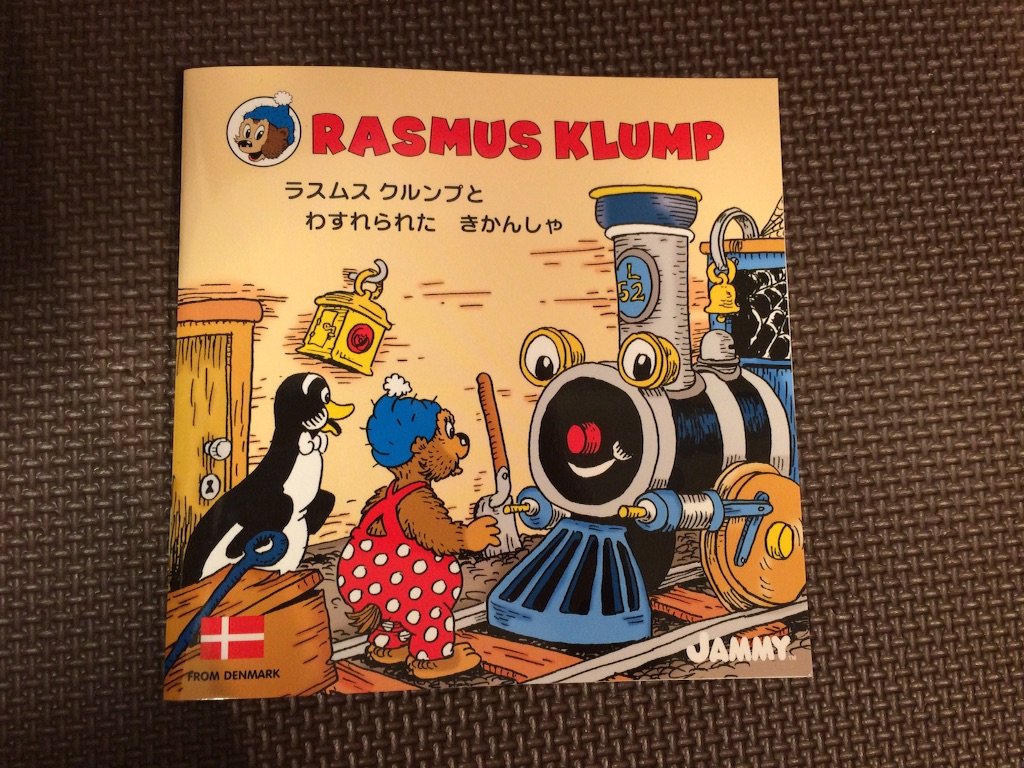 RASMUS KLUMP
ラスムス クルンプと
わすれられた きかんしゃ
L
52
JAMMY™
FROM DENMARK